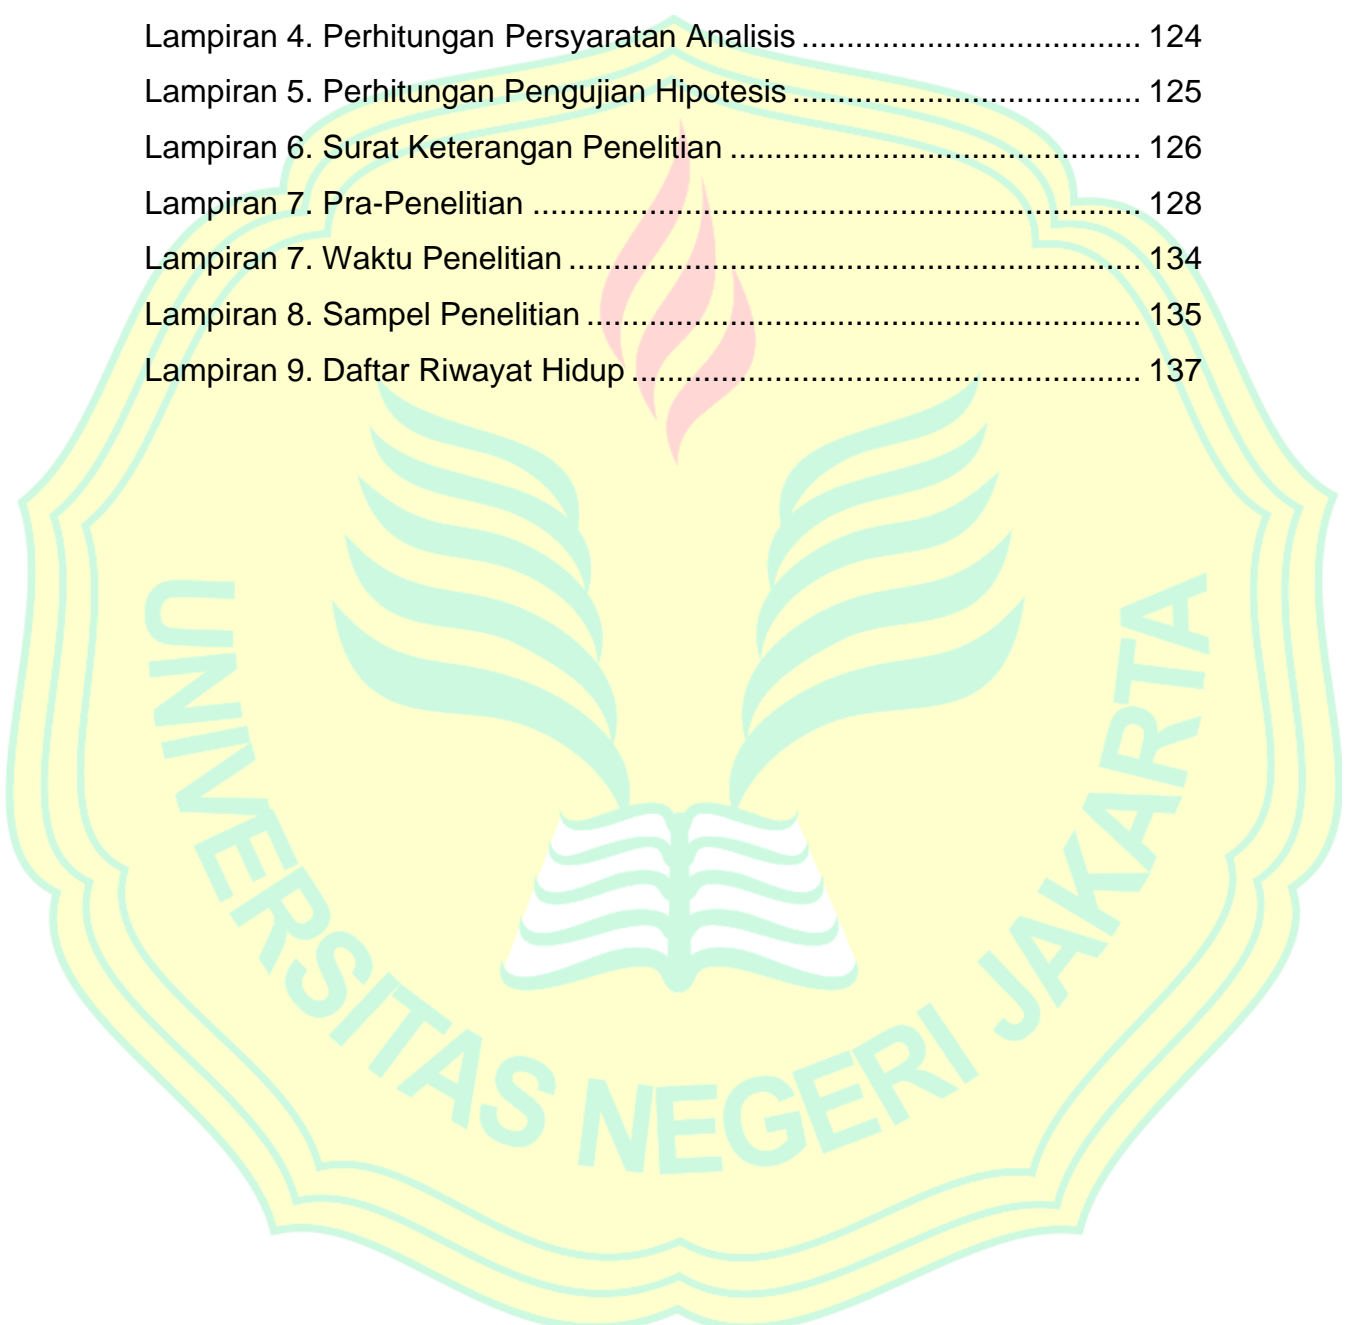 Lampiran 4. Perhitungan Persyaratan Analisis ...................................... 124
Lampiran 5. Perhitungan Pengujian Hipotesis ....................................... 125
Lampiran 6. Surat Keterangan Penelitian .............................................. 126
Lampiran 7. Pra-Penelitian .................................................................... 128
Lampiran 7. Waktu Penelitian ................................................................ 134
Lampiran 8. Sampel Penelitian .............................................................. 135
Lampiran 9. Daftar Riwayat Hidup ......................................................... 137
UNIVERSITAS NEGERI JAKARTA